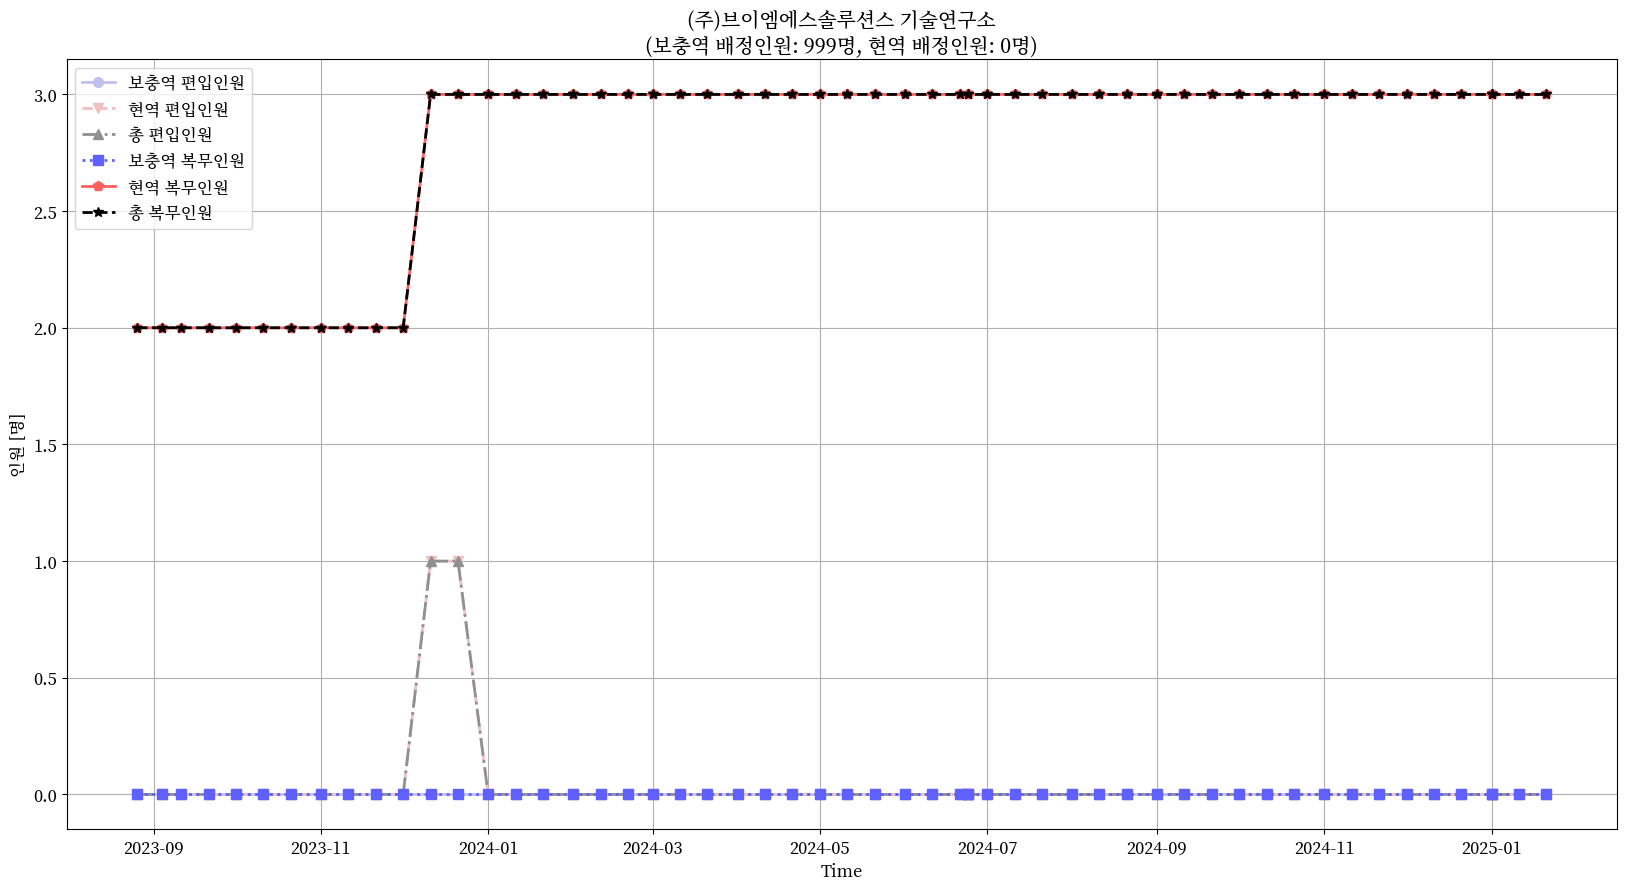 (주)브이엠에스솔루션스 기술연구소
(보충역 배정인원: 999명, 현역 배정인원: 0명)
보충역 편입인원
현역 편입인원
총 편입인원
보충역 복무인원
현역 복무인원
총 복무인원
인원 [명]
3.0
2.5
2.0
1.5
1.0
0.5
0.0
2023-09
2023-11
2024-01
2024-03
2024-05
2024-07
2024-09
2024-11
2025-01
Time